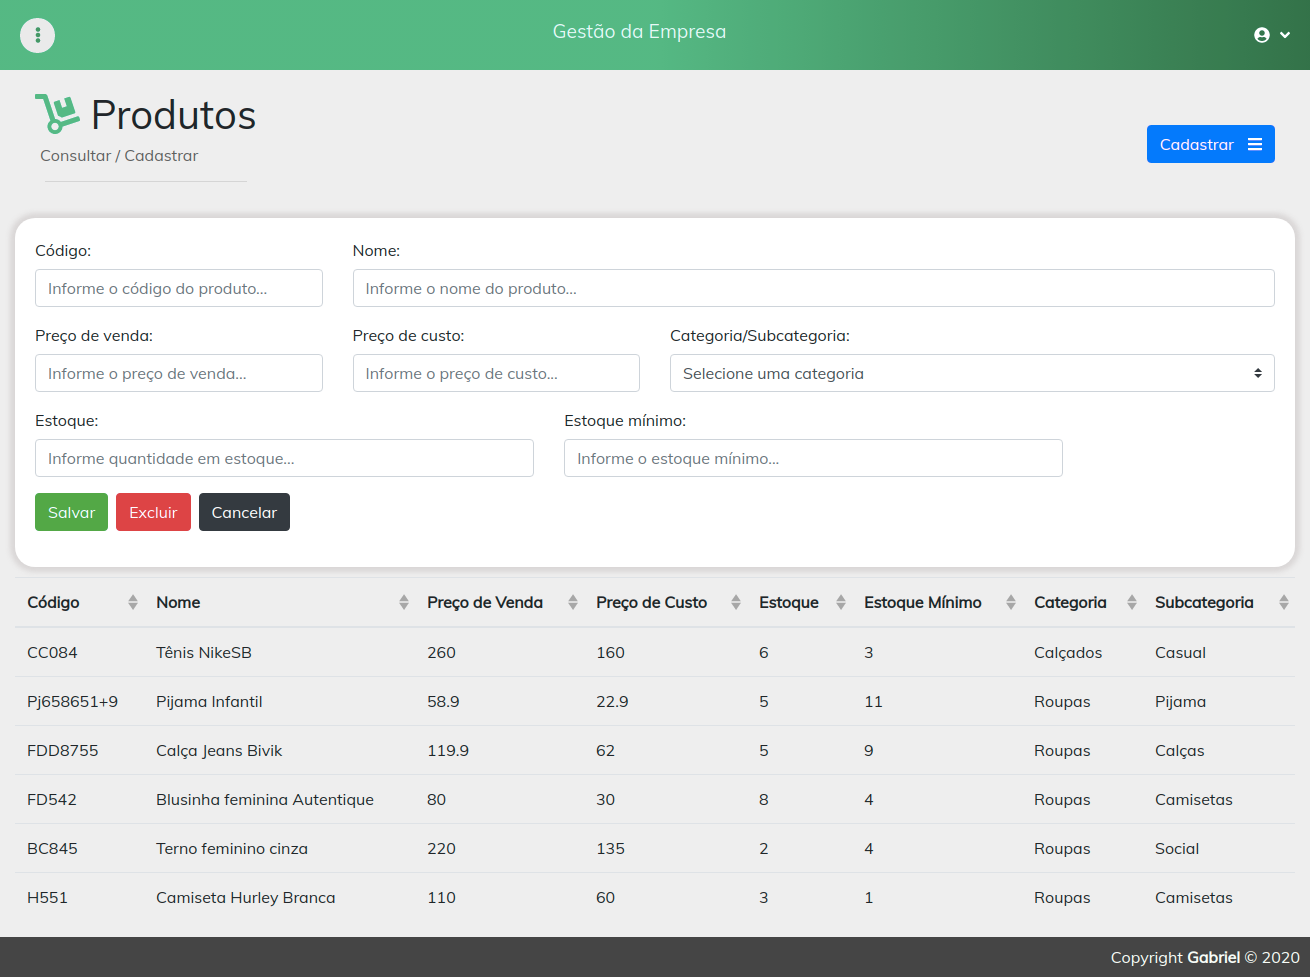 Gestão da Empresa
Produtos
Consultar / Cadastrar
Cadastrar
Código: Nome:
Informe o código do produto... Informe o nome do produto...
Preço de venda: Preço de custo: Categoria/Subcategoria:
Informe o preço de venda... Informe o preço de custo... Selecione uma categoria
Estoque: Estoque mínimo:
Informe quantidade em estoque... Informe o estoque mínimo...
Salvar Excluir Cancelar
Código Nome Preço de Venda Preço de Custo Estoque Estoque Mínimo Categoria Subcategoria
CC084 Tênis NikeSB 260 160 6 3 Calçados Casual
Pj658651+9 Pijama Infantil 58.9 22.9 5 11 Roupas Pijama
FDD8755 Calça Jeans Bivik 119.9 62 5 9 Roupas Calças
FD542 Blusinha feminina Autentique 80 30 8 4 Roupas Camisetas
BC845 Terno feminino cinza 220 135 2 4 Roupas Social
H551 Camiseta Hurley Branca 110 60 3 1 Roupas Camisetas
Copyright Gabriel © 2020